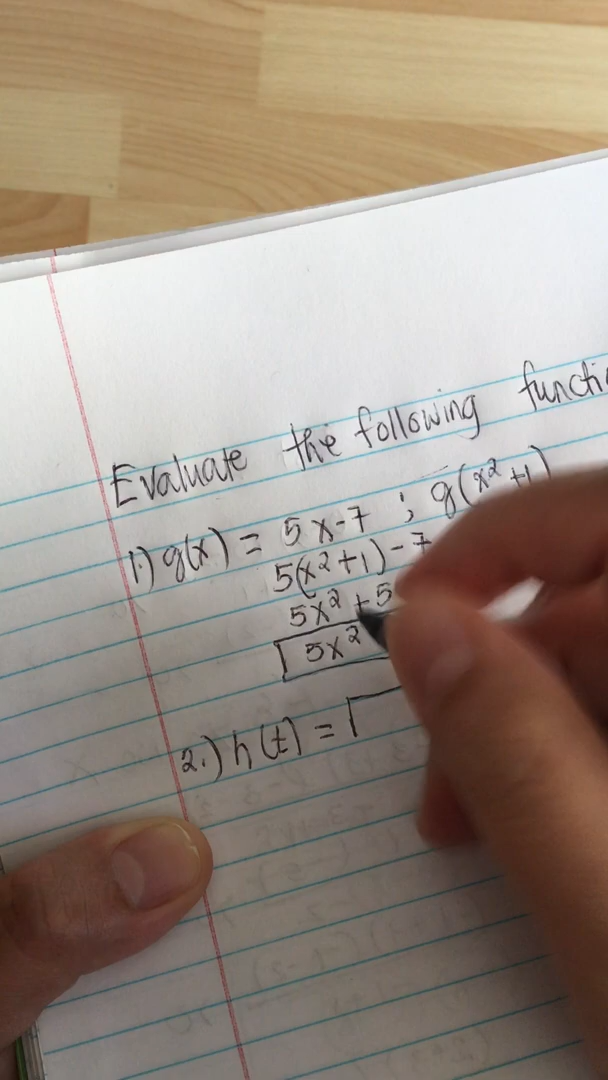 Evaluate the following
1.) g(x) = 5x-7 ; g(x² +1)
5(x²+1) - 7
5x² + 5
5x²
2.) h(t) =